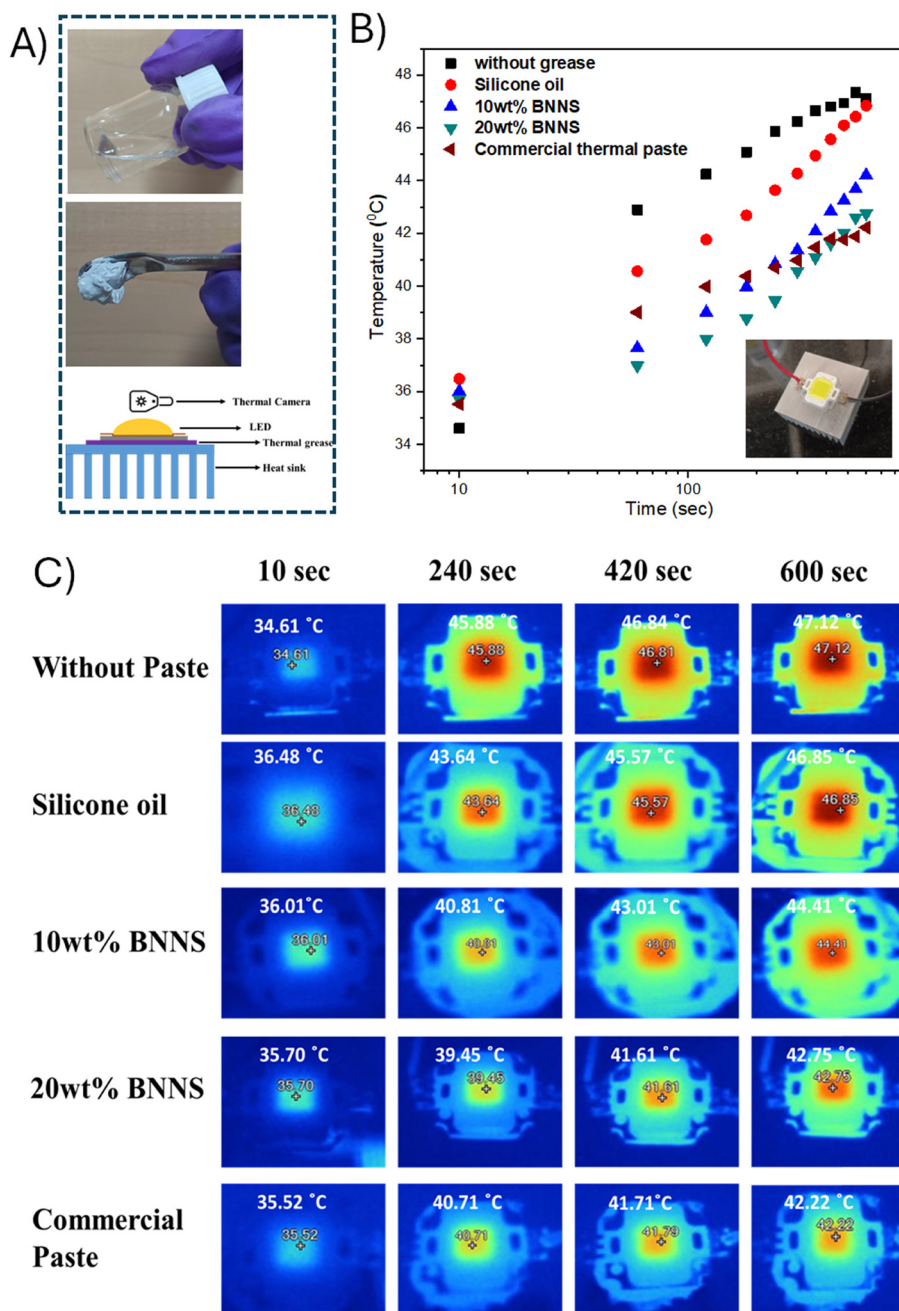 A)
Thermal Camera
LED
Thermal grease
Heat sink
B)
Temperature (⁰C)
48
46
44
42
40
38
36
34
without grease
Silicone oil
10wt% BNNS
20wt% BNNS
Commercial thermal paste
10
100
Time (sec)
C)
10 sec
240 sec
420 sec
600 sec
Without Paste
34.61 ˚C
34.61
45.88 ˚C
45.88
46.84 ˚C
46.81
47.12 ˚C
47.12
Silicone oil
36.48 ˚C
36.48
43.64 ˚C
43.64
45.57 ˚C
45.57
46.85 ˚C
46.85
10wt% BNNS
36.01˚C
36.01
40.81 ˚C
40.81
43.01 ˚C
43.01
44.41 ˚C
44.41
20wt% BNNS
35.70 ˚C
35.70
39.45 ˚C
39.45
41.61 ˚C
41.61
42.75 ˚C
42.75
Commercial
Paste
35.52 ˚C
35.52
40.71 ˚C
40.71
41.71˚C
41.79
42.22 ˚C
42.22